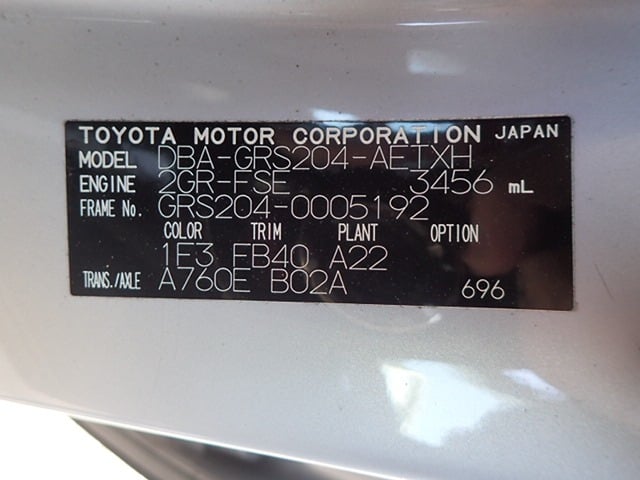 TOYOTA MOTOR CORPORATION JAPAN
MODEL DBA-GRS204-AETXH
ENGINE 2GR-FSE 3456 mL
FRAME No. GRS204-0005192
COLOR TRIM PLANT OPTION
1F3 FB40 A22
TRANS./AXLE A760E B02A 696